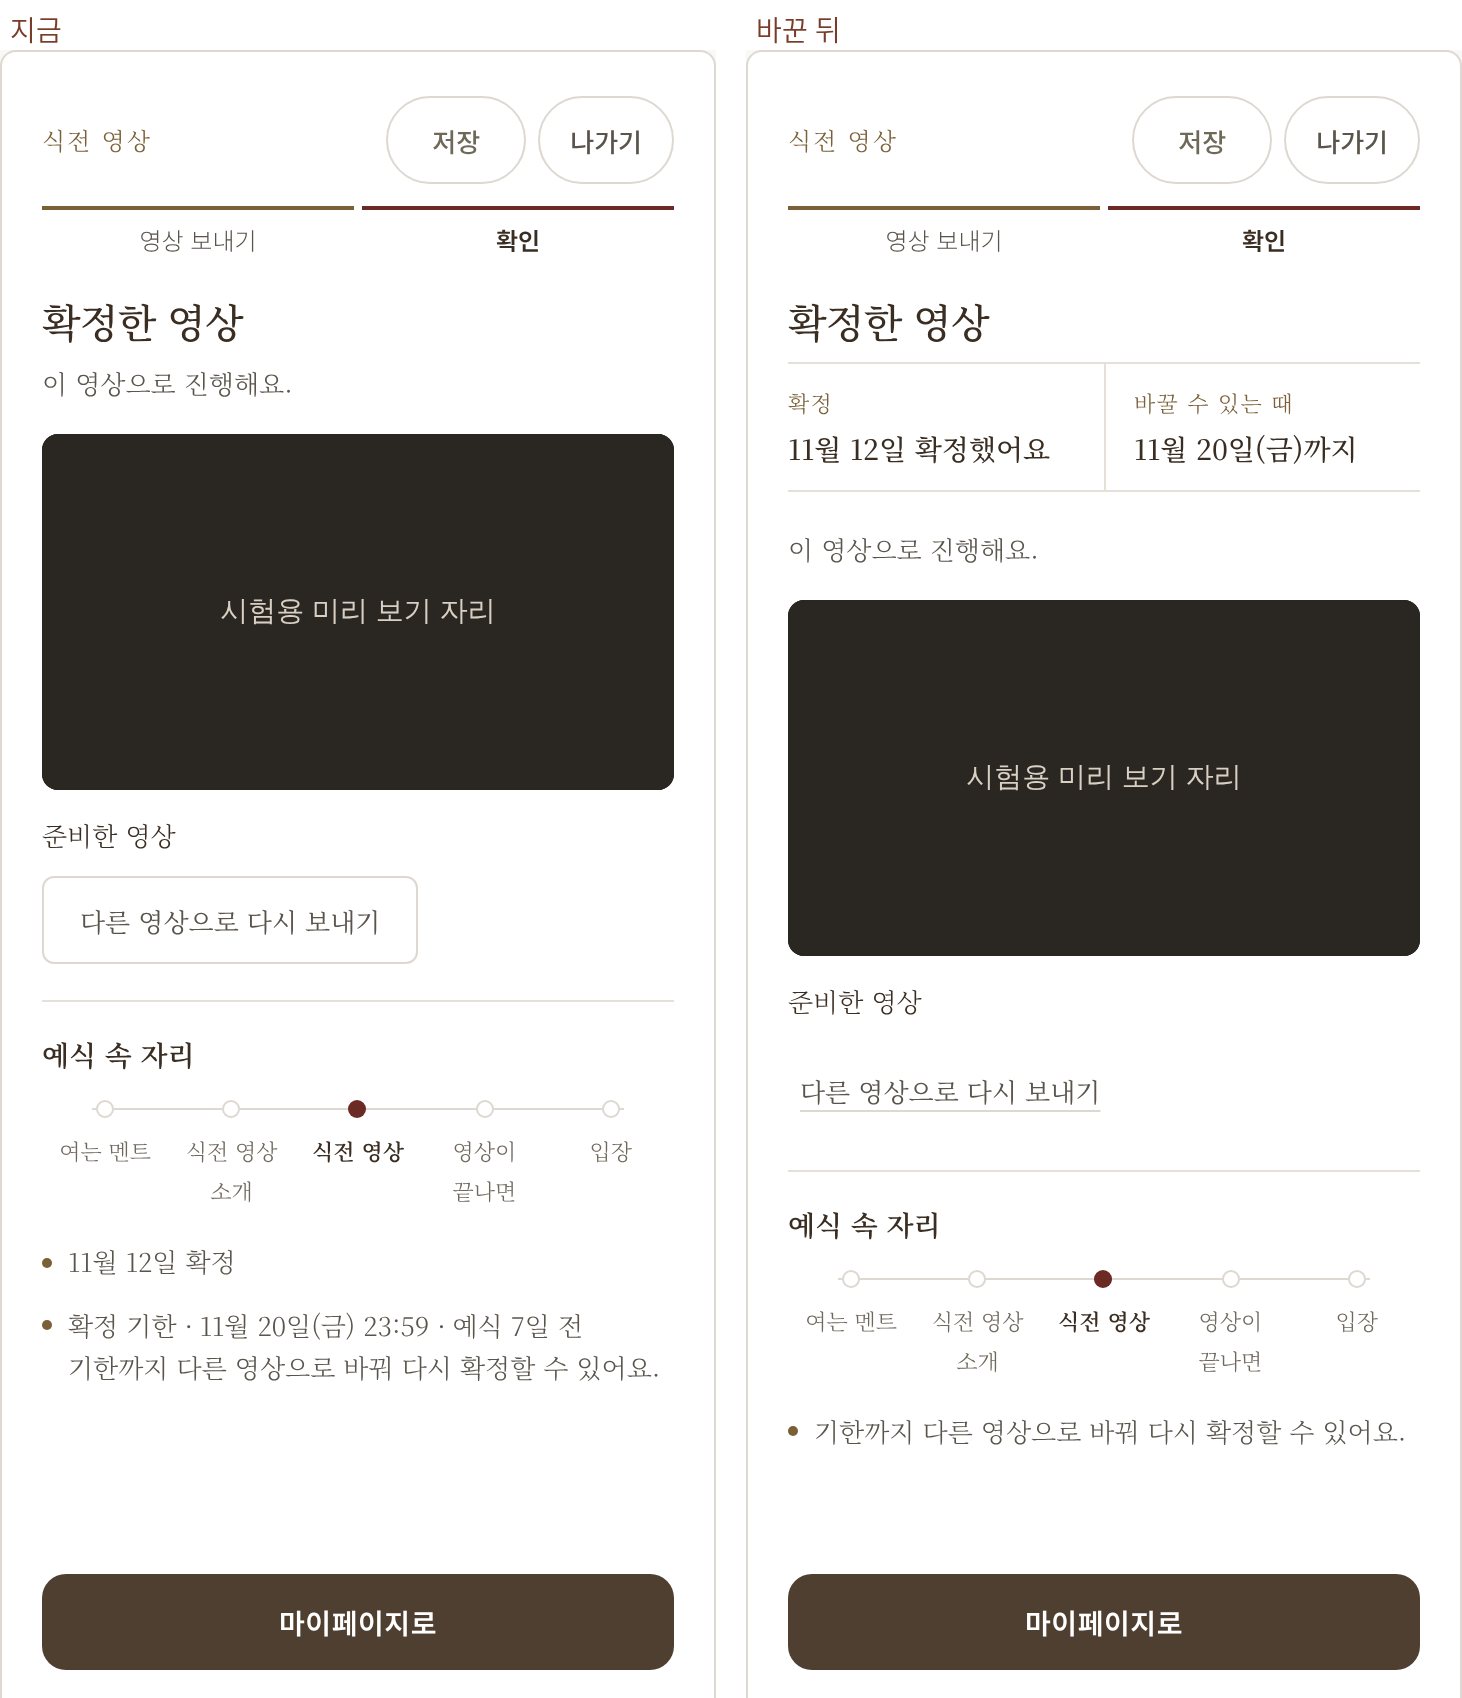 지금
식전 영상
저장
나가기
영상 보내기
확인
확정한 영상
이 영상으로 진행해요.
시험용 미리 보기 자리
준비한 영상
다른 영상으로 다시 보내기
예식 속 자리
여는 멘트
식전 영상
소개
식전 영상
영상이
끝나면
입장
11월 12일 확정
확정 기한 · 11월 20일(금) 23:59 · 예식 7일 전
기한까지 다른 영상으로 바꿔 다시 확정할 수 있어요.
마이페이지로
바꾼 뒤
식전 영상
저장
나가기
영상 보내기
확인
확정한 영상
확정
11월 12일 확정했어요
바꿀 수 있는 때
11월 20일(금)까지
이 영상으로 진행해요.
시험용 미리 보기 자리
준비한 영상
다른 영상으로 다시 보내기
예식 속 자리
여는 멘트
식전 영상
소개
식전 영상
영상이
끝나면
입장
기한까지 다른 영상으로 바꿔 다시 확정할 수 있어요.
마이페이지로